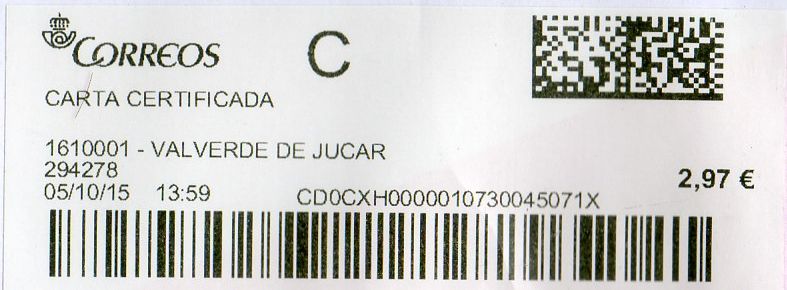 CORREOS
C
CARTA CERTIFICADA
1610001 - VALVERDE DE JUCAR
294278
2,97 €
05/10/15 13:59
CD0CXH0000010730045071X